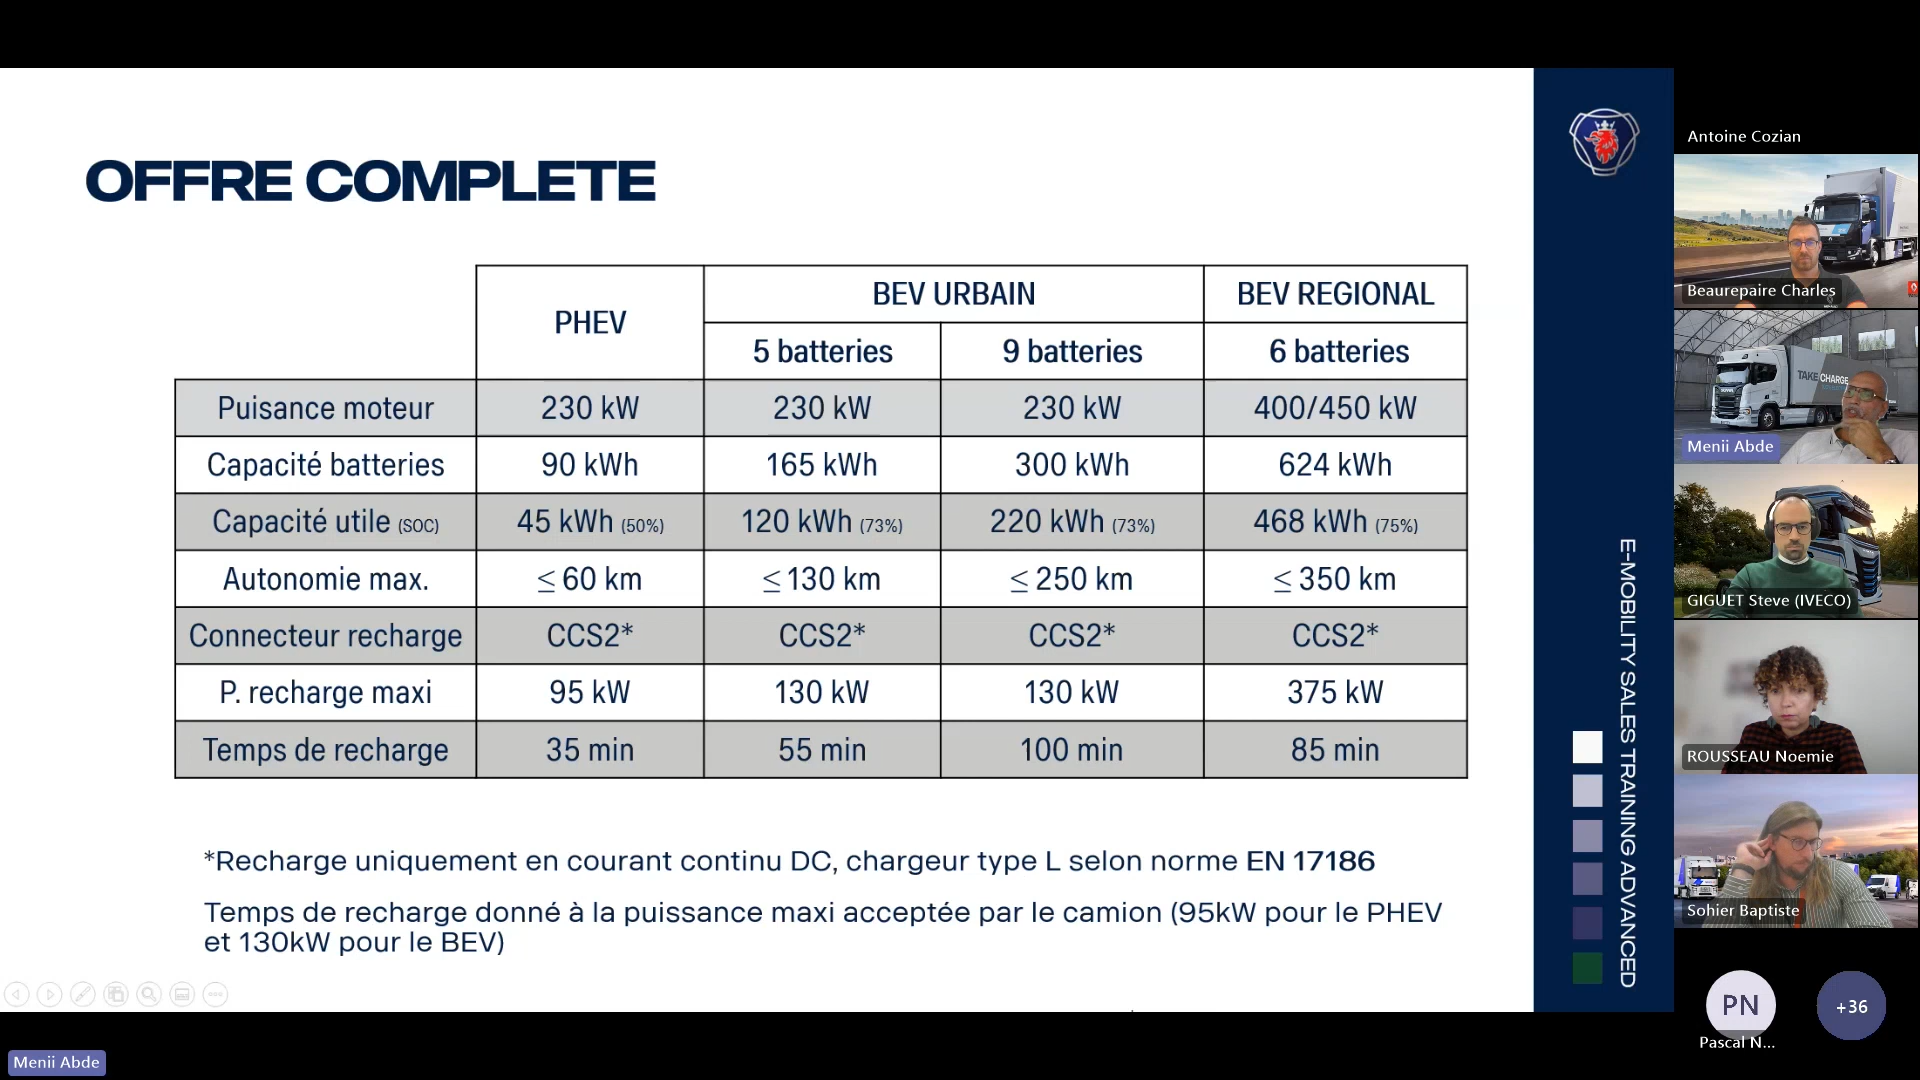 OFFRE COMPLETE
PHEV
BEV URBAIN
BEV REGIONAL
5 batteries
9 batteries
6 batteries
Puisance moteur 230 kW 230 kW 230 kW 400/450 kW
Capacité batteries 90 kWh 165 kWh 300 kWh 624 kWh
Capacité utile (SOC) 45 kWh (50%) 120 kWh (73%) 220 kWh (73%) 468 kWh (75%)
Autonomie max. ≤ 60 km ≤ 130 km ≤ 250 km ≤ 350 km
Connecteur recharge CCS2* CCS2* CCS2* CCS2*
P. recharge maxi 95 kW 130 kW 130 kW 375 kW
Temps de recharge 35 min 55 min 100 min 85 min
*Recharge uniquement en courant continu DC, chargeur type L selon norme EN 17186
Temps de recharge donné à la puissance maxi acceptée par le camion (95kW pour le PHEV
et 130kW pour le BEV)
E-MOBILITY SALES TRAINING ADVANCED
Antoine Cozian
Beaurepaire Charles
TAKE CHARGE
Menii Abde
GIGUET Steve (IVECO)
ROUSSEAU Noemie
Sohier Baptiste
PN
+36
Pascal N...
Menii Abde